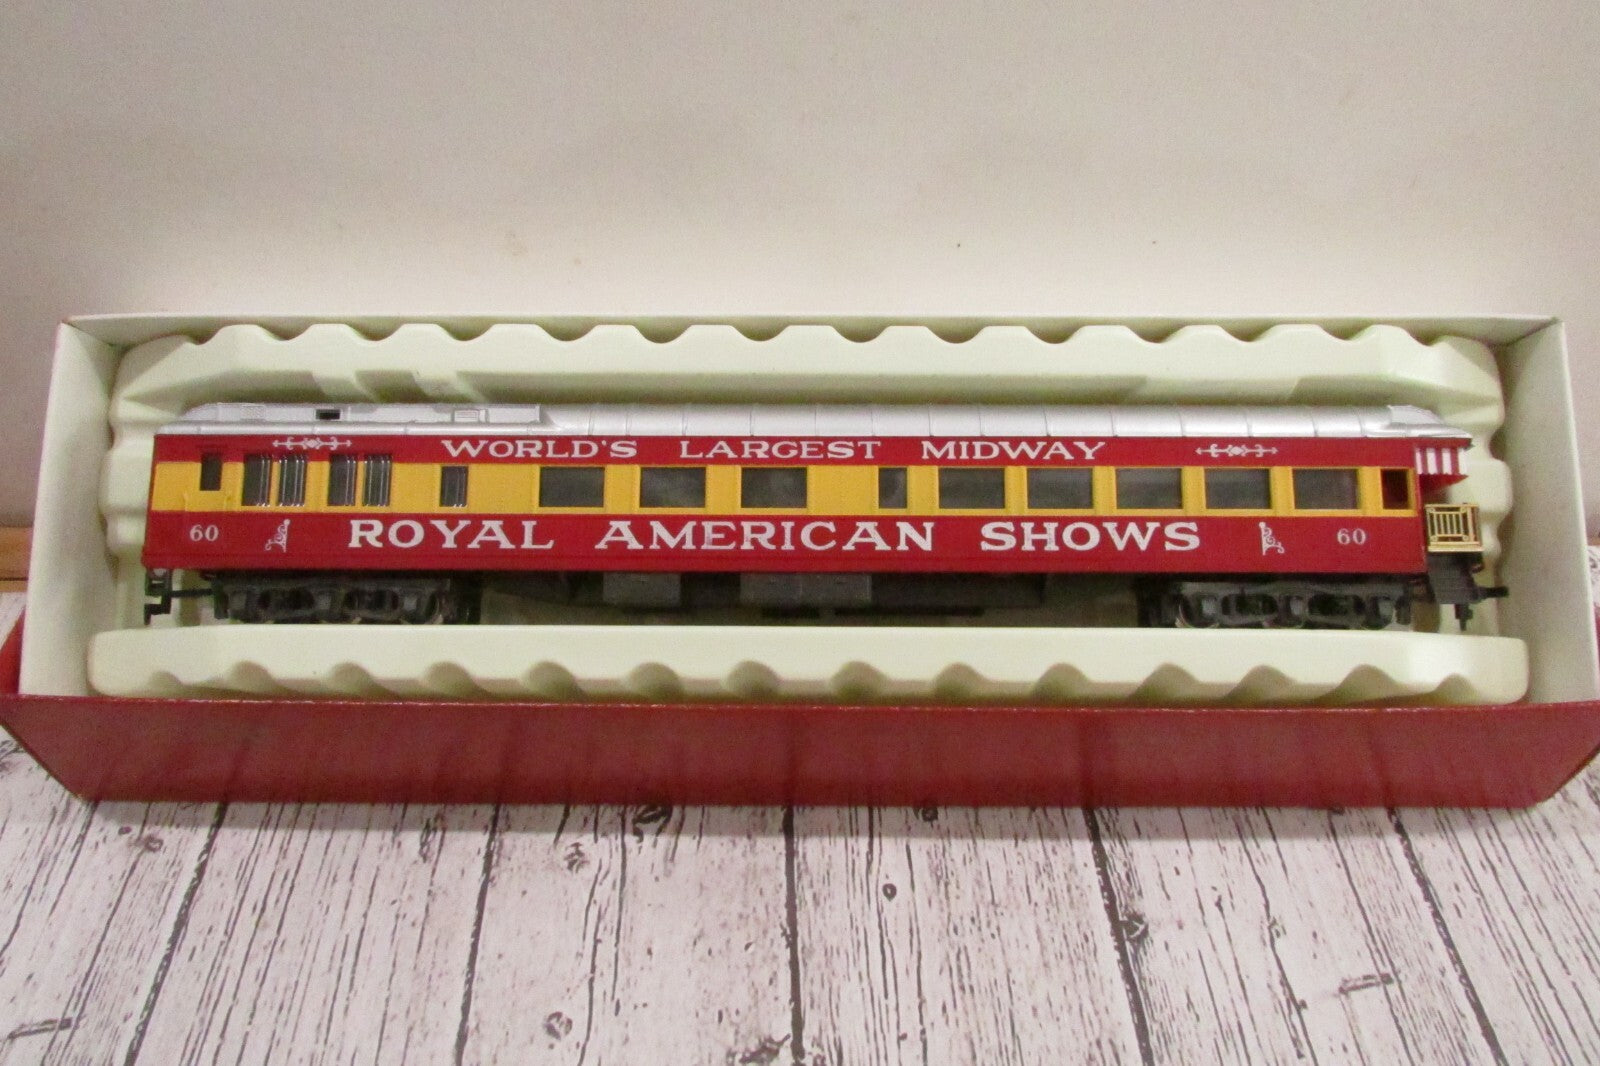 WORLD'S LARGEST MIDWAY
60 ROYAL AMERICAN SHOWS 60